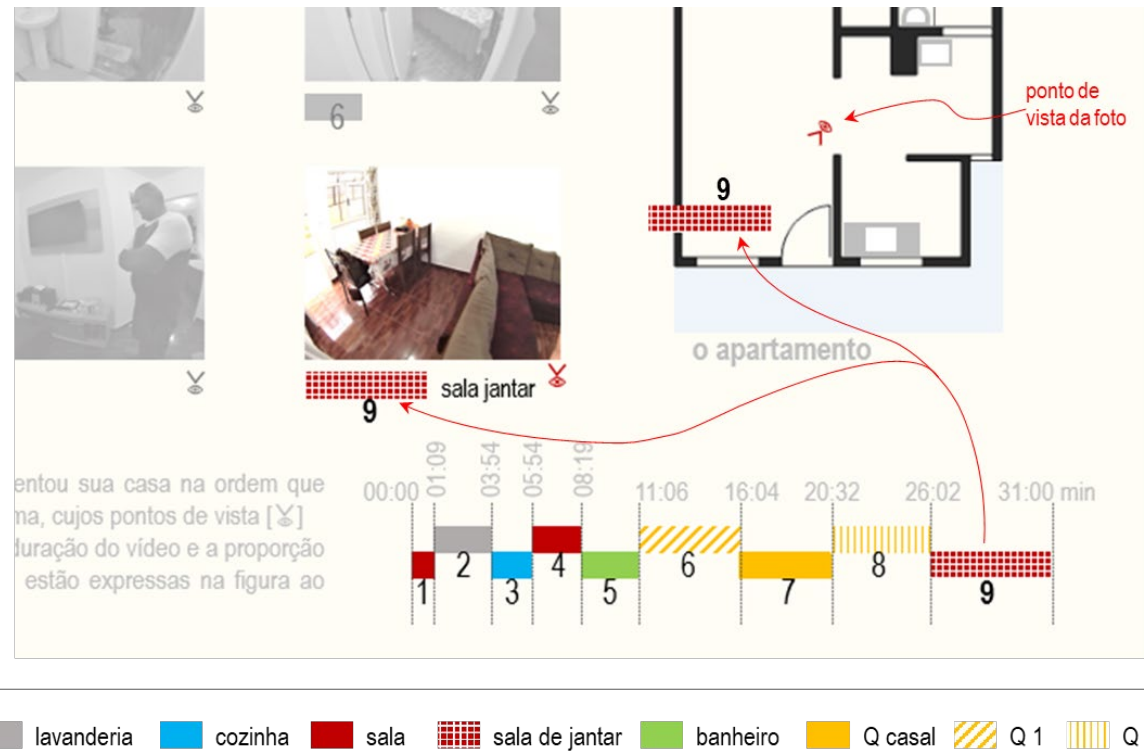 6
ponto de
vista da foto
9
o apartamento
sala jantar
9
entou sua casa na ordem que
ma, cujos pontos de vista [ ]
duração do vídeo e a proporção
estão expressas na figura ao
00:00 01:09 03:54 05:54 08:19 11:06 16:04 20:32 26:02 31:00 min
1 2 3 4 5 6 7 8 9
lavanderia cozinha sala sala de jantar banheiro Q casal Q 1 Q